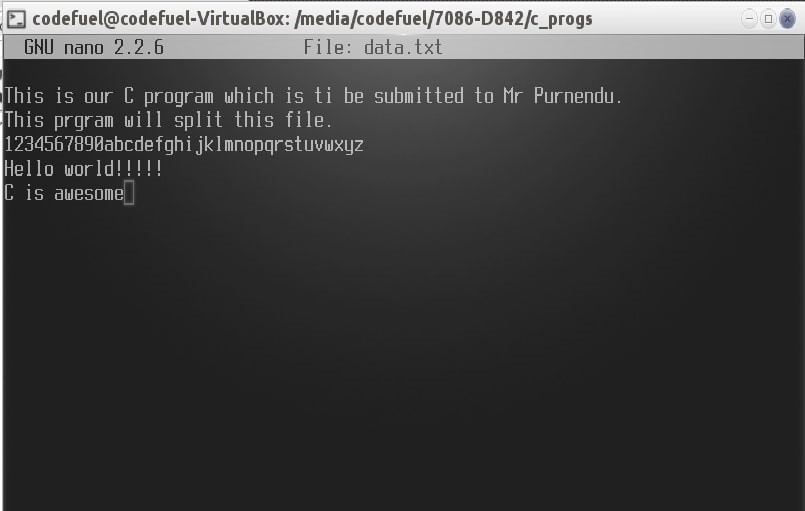 codefuel@codefuel-VirtualBox: /media/codefuel/7086-D842/c_progs
GNU nano 2.2.6 File: data.txt
This is our C program which is ti be submitted to Mr Purnendu.
This prgram will split this file.
1234567890abcdefghijklmnopqrstuvwxyz
Hello world!!!!!
C is awesome